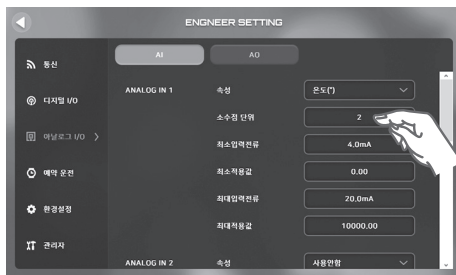 ENGNEER SETTING
AI
AO
통신
디지털 I/O
아날로그 I/O
예약 운전
환경설정
관리자
ANALOG IN 1
속성
온도(°)
소수점 단위
2
최소입력전류
4.0mA
최소적용값
0.00
최대입력전류
20.0mA
최대적용값
10000.00
ANALOG IN 2
속성
사용안함